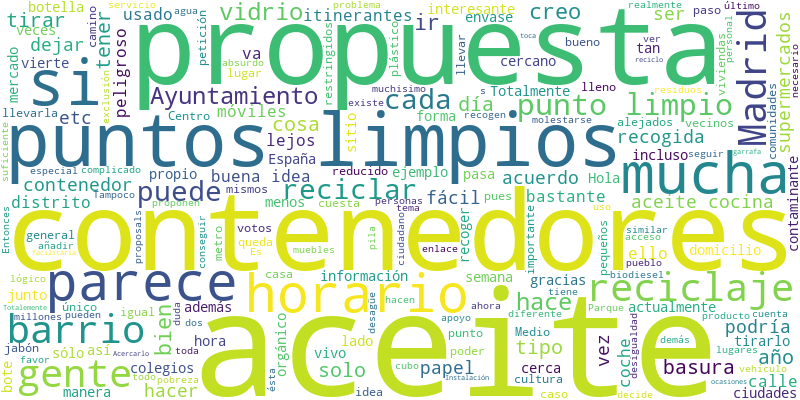 botella
servicio
problema
realmente
tirar
usado
itinerantes
interesante
paso
último
veces
vidrio
creo
envase
ser
camino
agua
propuesta
ir
dejar
tener
peligroso
petición
absurdo
restringidos
plástico
llevar
ver
toca
personal
vierte
si
va
lugar
cercano
bueno
tan
reciclo
viviendas
Madrid
supermercados
necesario
mercado
exclusión
Ayuntamiento
lleno
muchísimo
s
Totalmente
residuos
llevarla
móviles
cada
día
punto limpio
comunidades
etc
cosa
Centro
existe
recogen
molestarse
forma
alejados
vecinos
suficiente
puntos limpios
sitio
lejos
España
recogida
incluso
seguir
garrafa
especial
complicado
propio
buena idea
reducido
ejemplo
pasa
acuerdo
Hola
mucha
contaminante
contenedor
Tampoco
mismos
reciclar
fácil
bastante
distrito
puede
menos
cuesta
personas
tema
pues
aceite cocina
Entonces
proponen
contenedores
ello
uso
general
proposals
votos
metro
ciudadano
recoger
importante
pequeños
similar
acceso
domicilio
añadir
conseguir
queda
Es
muebles
pila
enlace
pueblo
biodiesel
facilitaría
lógico
parece
casa
horario
información
semana
gracias
hace
reciclaje
junto
único
además
desague
hacen
ahora
tiene
Parque
actualmente
producto
cuenta
Totalmente
millones
pueden
duda
igual
dos
aceite
apoyo
diferente
desigualdad
lugares
demás
barrio
bien
hora
lado
punto
Medio
tipo
podría
jabón
sólo
así
Acercarlo
toda
orgánico
vivo
poder
vez
coche
tirarlo
año
favor
gente
colegios
solo
papel
cerca
basura
vehículo
bote
todo
pobreza
ésta
cubo
cultura
calle
manera
hacer
idea
Instalación
caso
decide
ocasiones
ciudades